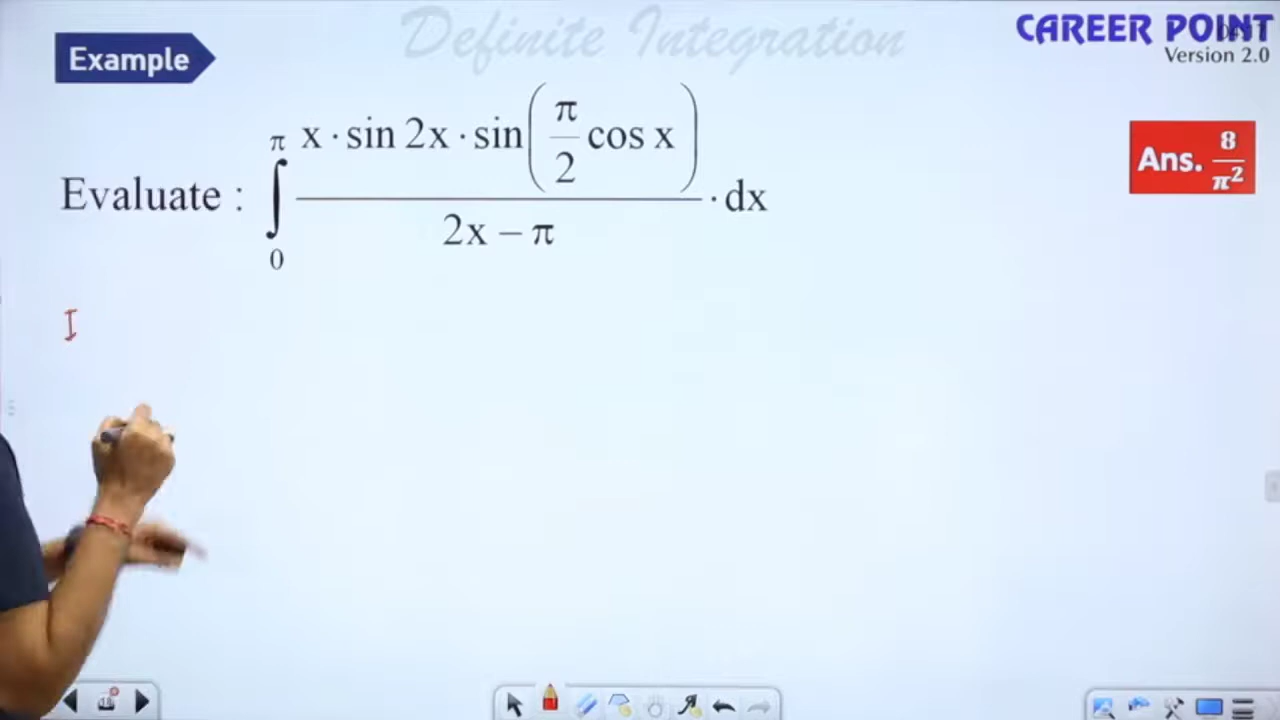 Definite Integration
CAREER POINT
Version 2.0
Example
Evaluate : ∫₀^π (x · sin 2x · sin(π/2 cos x)) / (2x − π) · dx
Ans. 8/π²
I
18